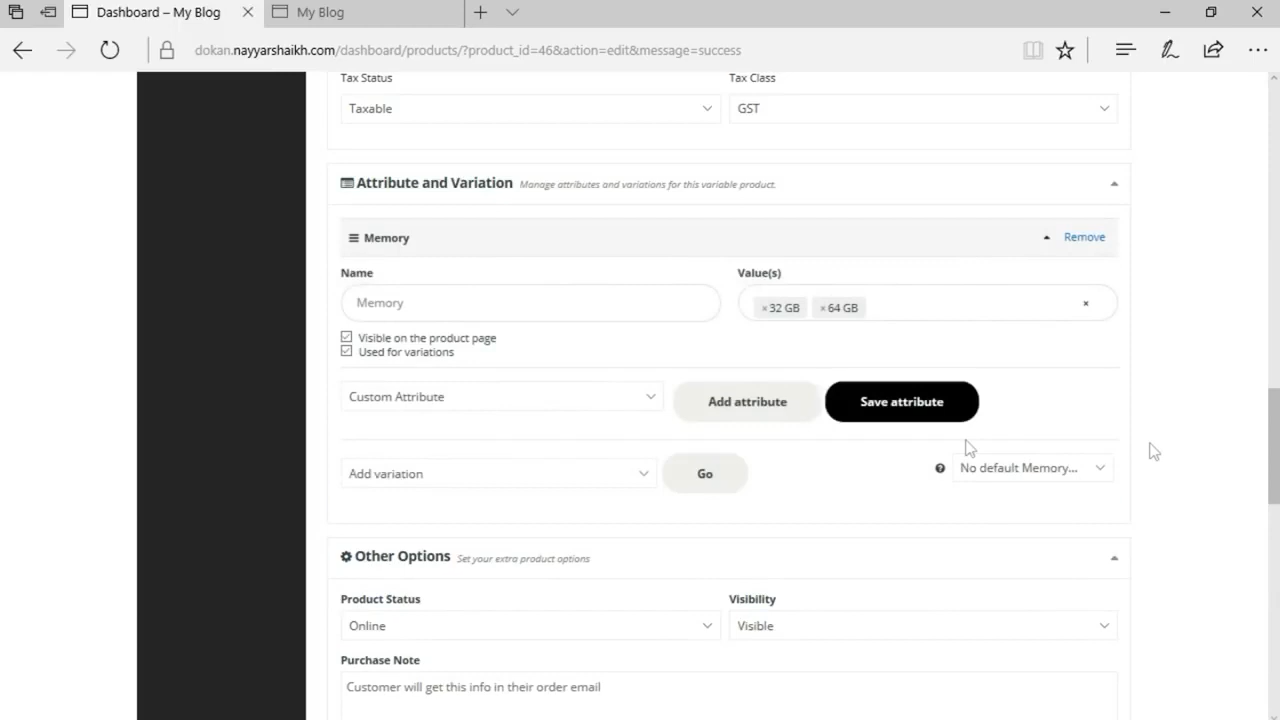 Dashboard – My Blog
My Blog
dokan.nayyarshaikh.com/dashboard/products/?product_id=46&action=edit&message=success
Tax Status
Tax Class
Taxable
GST
Attribute and Variation Manage attributes and variations for this variable product.
Memory
Remove
Name
Value(s)
Memory
×32 GB ×64 GB
×
Visible on the product page
Used for variations
Custom Attribute
Add attribute
Save attribute
Add variation
Go
No default Memory...
Other Options Set your extra product options
Product Status
Visibility
Online
Visible
Purchase Note
Customer will get this info in their order email